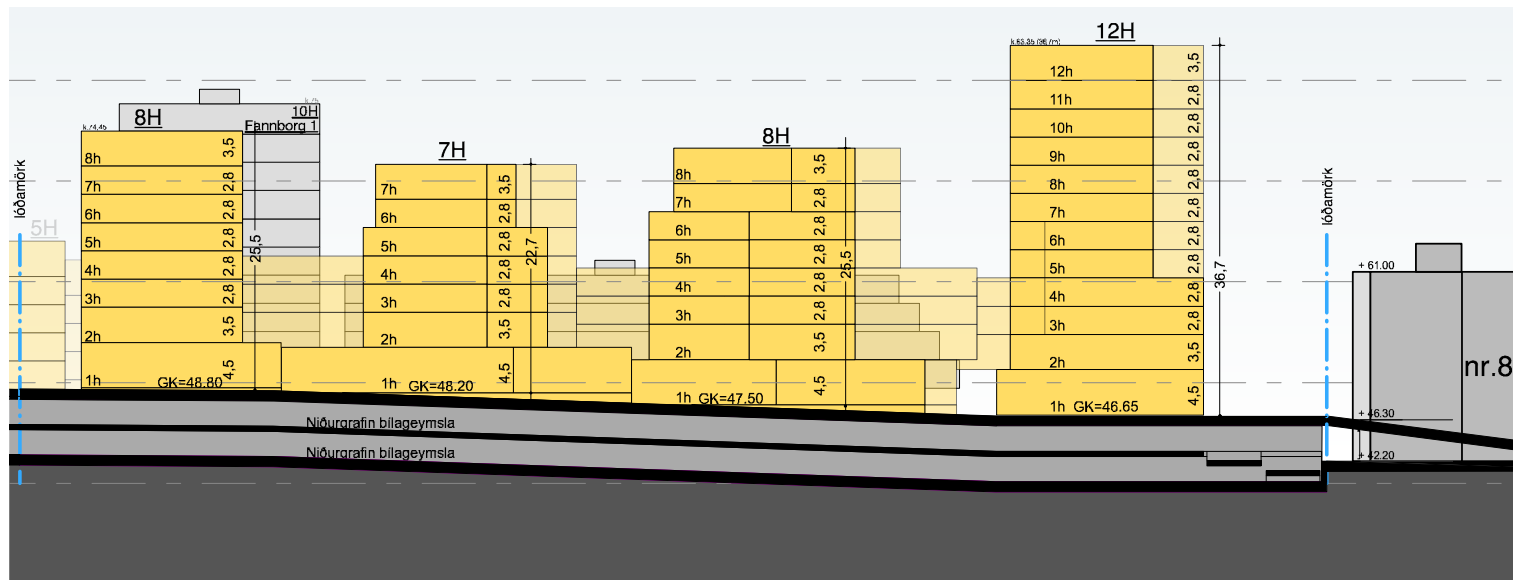 lóðamörk
5H
k.74,45
8H
10H
Fannborg 1
8h
7h
6h
5h
4h
3h
2h
1h
GK=48.80
3,5
2,8
2,8
2,8
2,8
2,8
3,5
4,5
25,5
7H
7h
6h
5h
4h
3h
2h
1h GK=48.20
3,5
2,8
2,8
2,8
2,8
3,5
4,5
22,7
8H
8h
7h
6h
5h
4h
3h
2h
1h GK=47.50
3,5
2,8
2,8
2,8
2,8
2,8
3,5
4,5
25,5
12H
12h
11h
10h
9h
8h
7h
6h
5h
4h
3h
2h
1h GK=46.65
3,5
2,8
2,8
2,8
2,8
2,8
2,8
2,8
2,8
2,8
3,5
4,5
36,7
lóðamörk
+ 61.00
nr.8
+ 46.30
+ 42.20
Niðurgrafin bílageymsla
Niðurgrafin bílageymsla